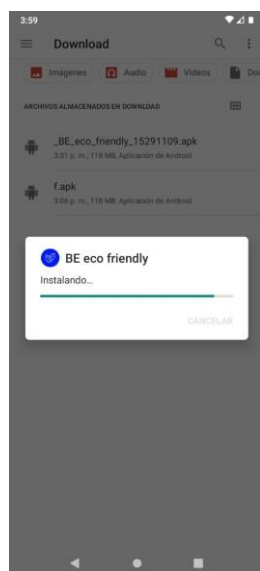 3:59
Download
Imágenes
Audio
Videos
Do
ARCHIVOS ALMACENADOS EN DOWNLOAD
_BE_eco_friendly_15291109.apk
3:31 p. m., 118 MB, Aplicación de Android
f.apk
3:06 p. m., 118 MB, Aplicación de Android
BE eco friendly
Instalando...
CANCELAR